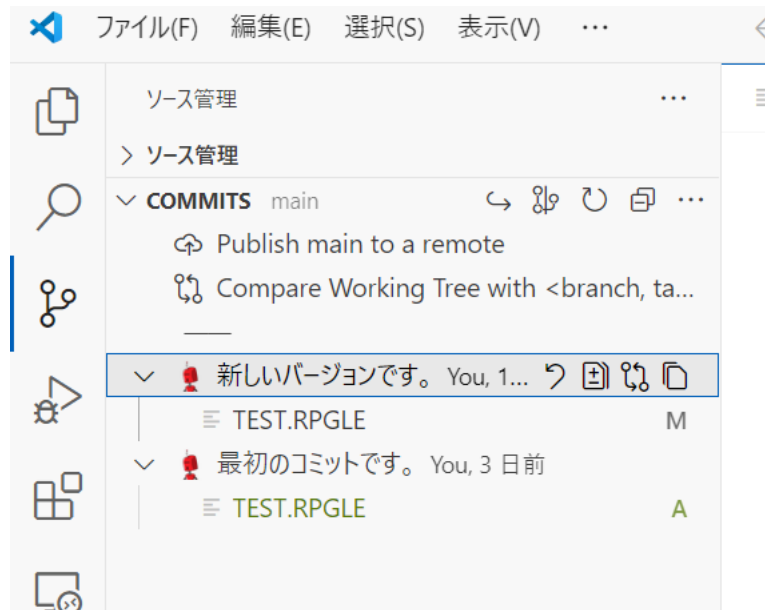 ファイル(F) 編集(E) 選択(S) 表示(V) ...
ソース管理 ...
ソース管理
COMMITS main ...
Publish main to a remote
Compare Working Tree with <branch, ta...
新しいバージョンです。 You, 1...
TEST.RPGLE M
最初のコミットです。 You, 3 日前
TEST.RPGLE A